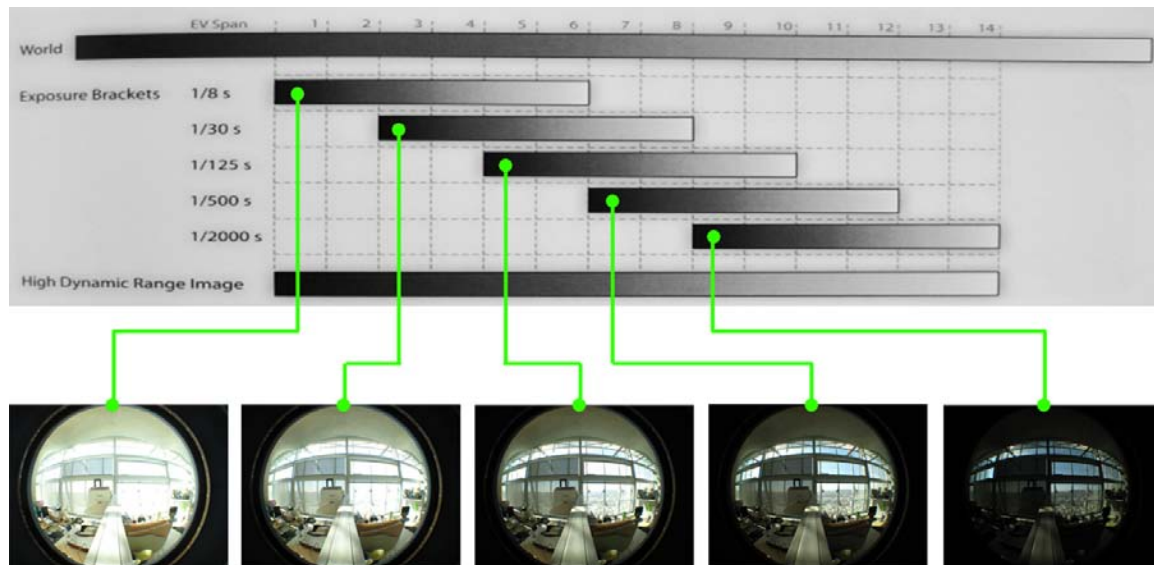 EV Span 1 2 3 4 5 6 7 8 9 10 11 12 13 14
World
Exposure Brackets 1/8 s
1/30 s
1/125 s
1/500 s
1/2000 s
High Dynamic Range Image